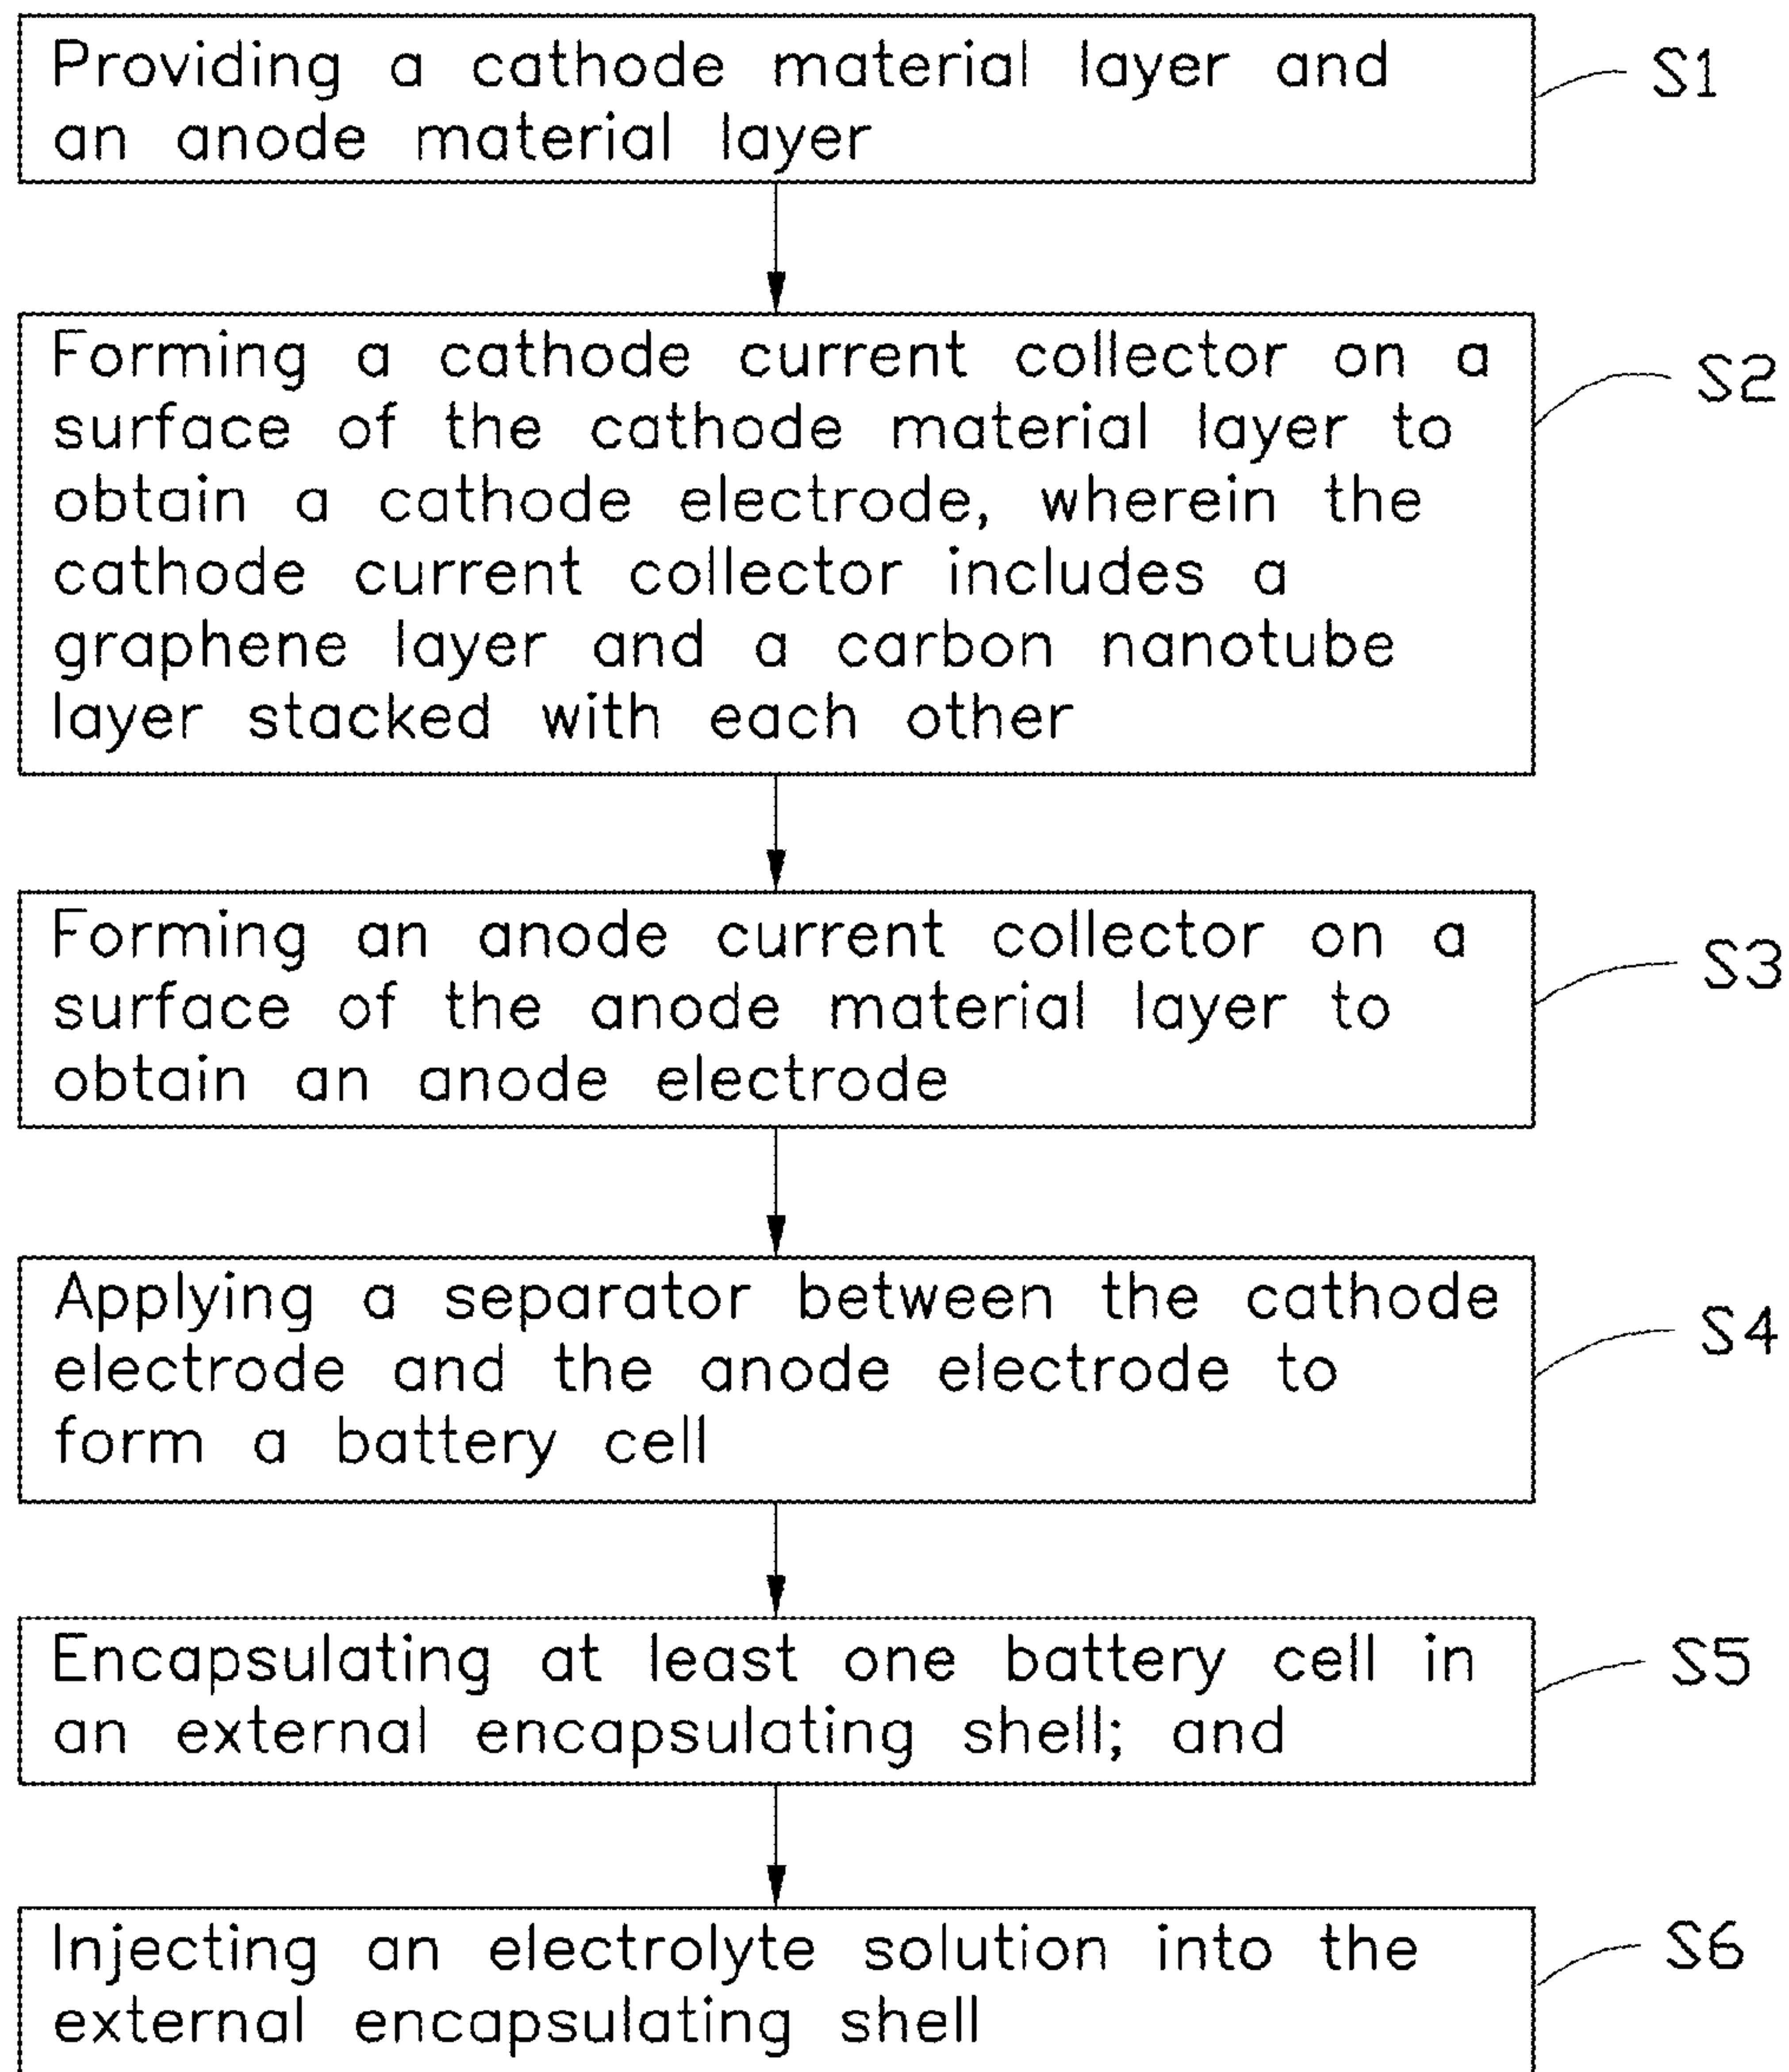 Providing a cathode material layer and
an anode material layer
S1
Forming a cathode current collector on a
surface of the cathode material layer to
obtain a cathode electrode, wherein the
cathode current collector includes a
graphene layer and a carbon nanotube
layer stacked with each other
S2
Forming an anode current collector on a
surface of the anode material layer to
obtain an anode electrode
S3
Applying a separator between the cathode
electrode and the anode electrode to
form a battery cell
S4
Encapsulating at least one battery cell in
an external encapsulating shell; and
S5
Injecting an electrolyte solution into the
external encapsulating shell
S6